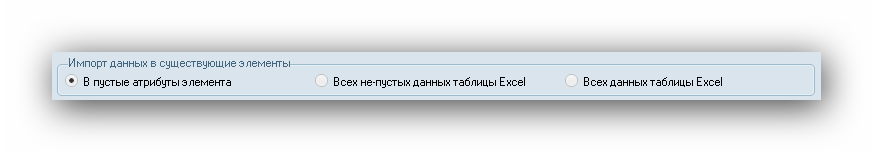 Импорт данных в существующие элементы
В пустые атрибуты элемента Всех не-пустых данных таблицы Excel Всех данных таблицы Excel